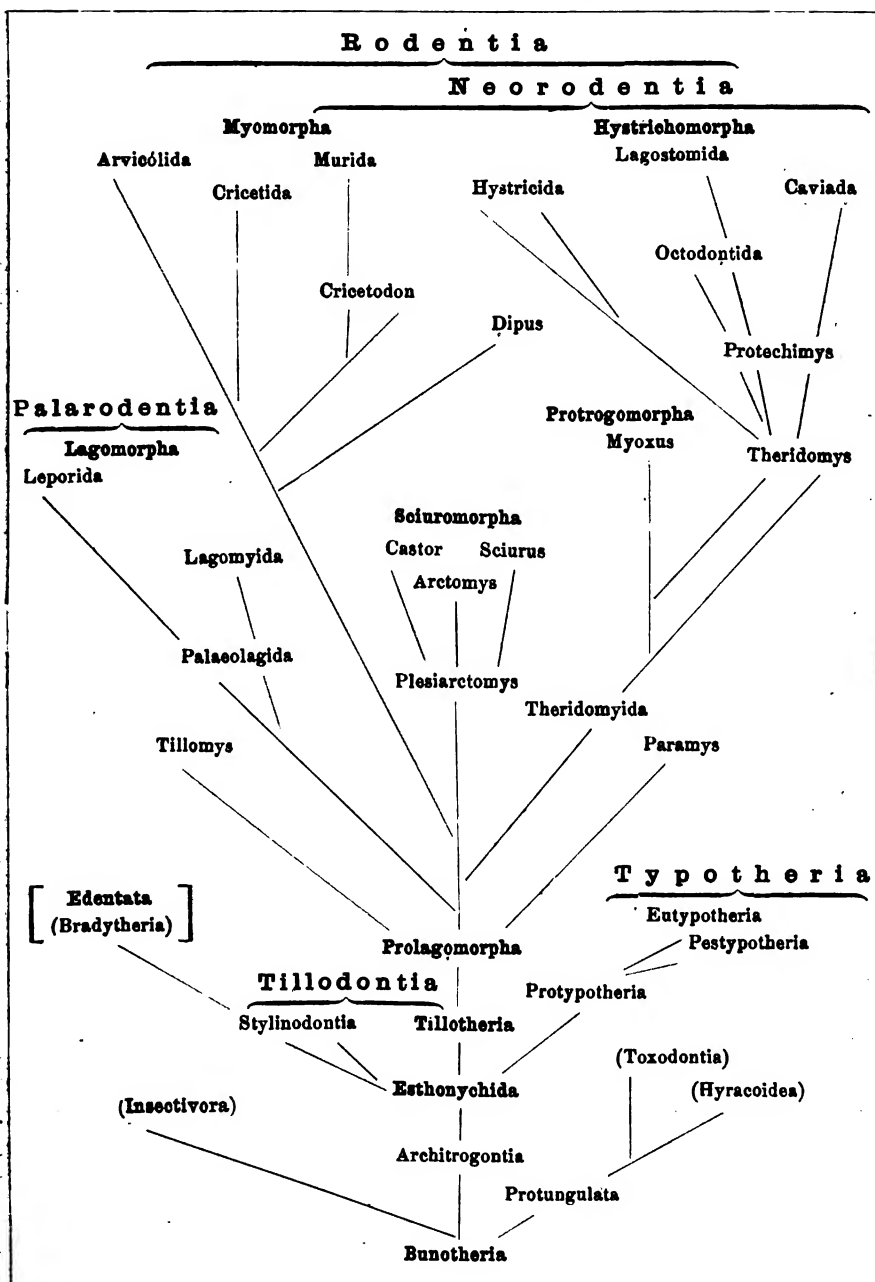 Rodentia
Neorodentia
Myomorpha
Hystrichomorpha
Arvicólida
Murida
Lagostomida
Cricetida
Hystricida
Caviada
Octodontida
Cricetodon
Dipus
Protechimys
Palarodentia
Protrogomorpha
Lagomorpha
Myoxus
Theridomys
Leporida
Sciuromorpha
Lagomyida
Castor
Sciurus
Arctomys
Palaeolagida
Plesiarctomys
Theridomyida
Tillomys
Paramys
Typotheria
[Edentata
(Bradytheria)]
Eutypotheria
Prolagomorpha
Pestypotheria
Tillodontia
Protypotheria
Stylinodontia
Tillotheria
(Toxodontia)
Esthonychida
(Hyracoidea)
(Insectivora)
Architrogontia
Protungulata
Bunotheria